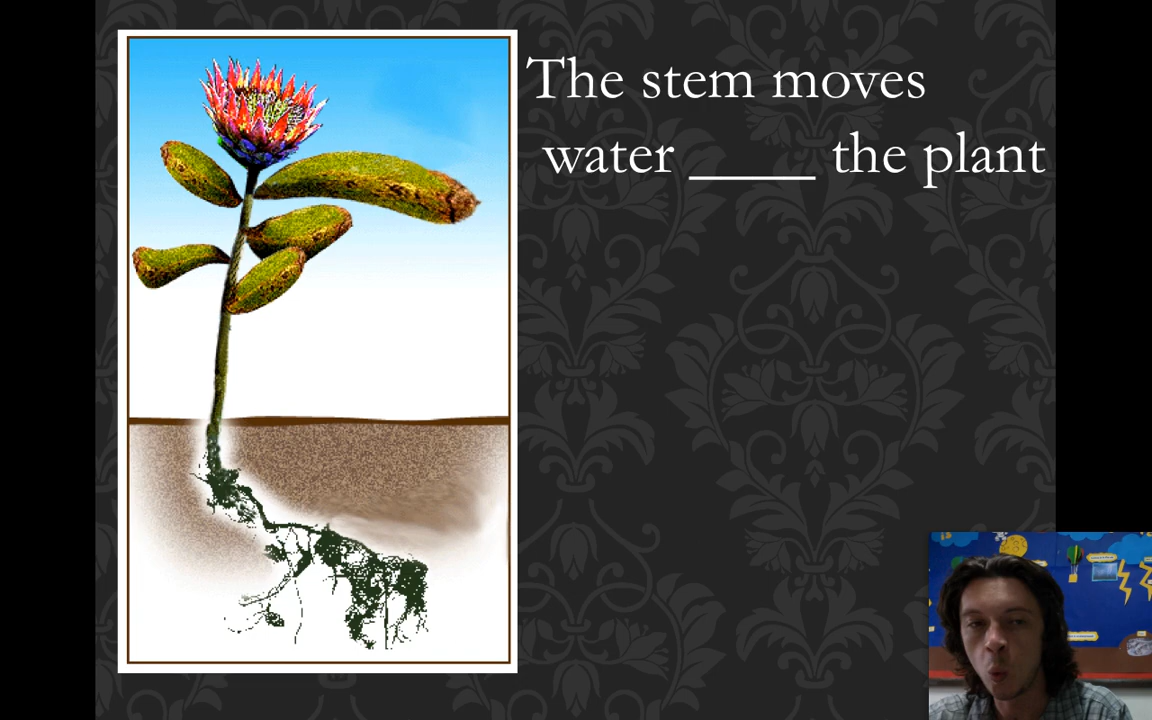 The stem moves
water _____ the plant